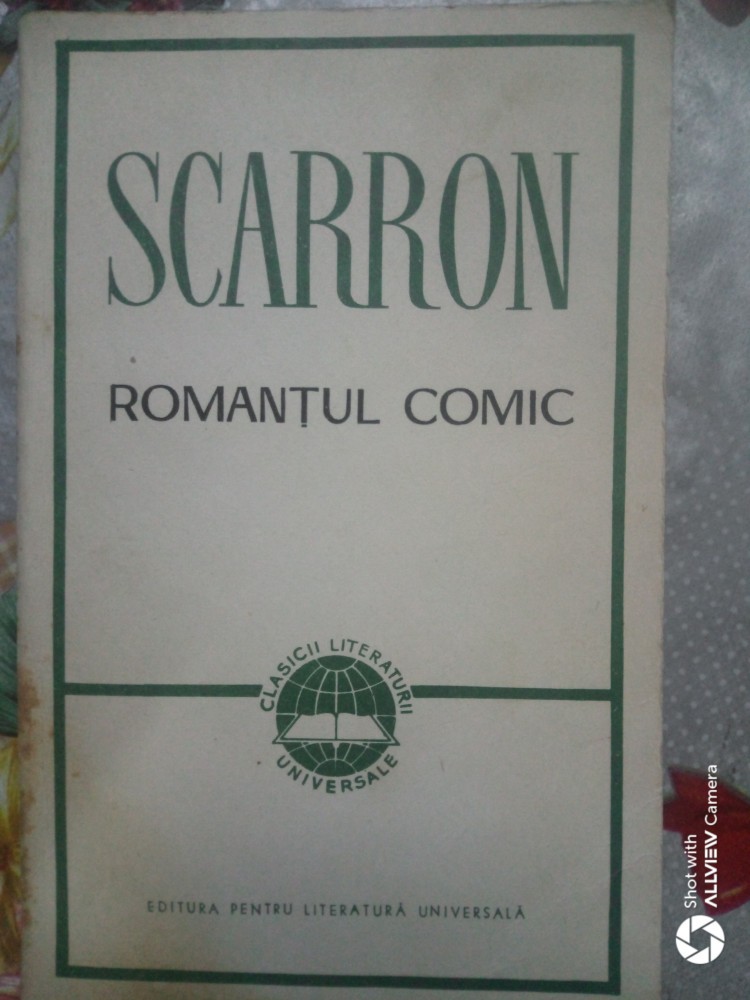 SCARRON
ROMANȚUL COMIC
CLASICII LITERATURII
UNIVERSALE
EDITURA PENTRU LITERATURĂ UNIVERSALĂ
Shot with
ALLVIEW Camera